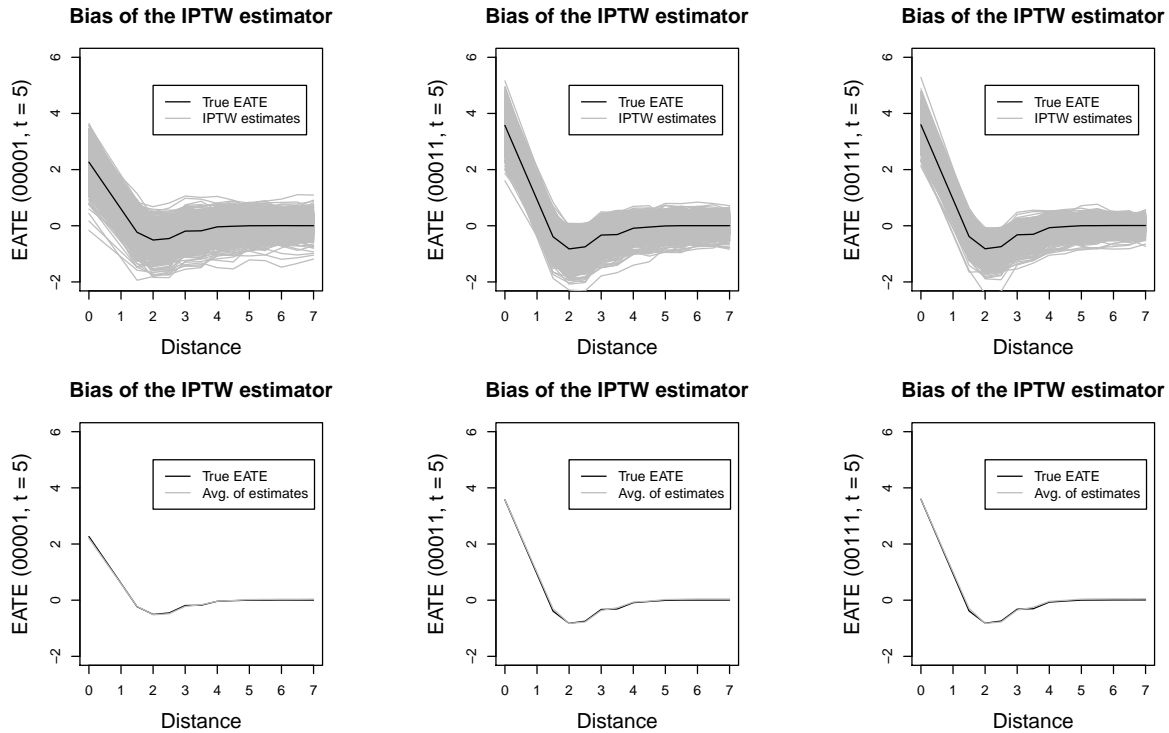 Bias of the IPTW estimator
EATE (00001, t = 5)
6
4
2
0
−2
True EATE
IPTW estimates
0 1 2 3 4 5 6 7
Distance
Bias of the IPTW estimator
EATE (00011, t = 5)
6
4
2
0
−2
True EATE
IPTW estimates
0 1 2 3 4 5 6 7
Distance
Bias of the IPTW estimator
EATE (00111, t = 5)
6
4
2
0
−2
True EATE
IPTW estimates
0 1 2 3 4 5 6 7
Distance
Bias of the IPTW estimator
EATE (00001, t = 5)
6
4
2
0
−2
True EATE
Avg. of estimates
0 1 2 3 4 5 6 7
Distance
Bias of the IPTW estimator
EATE (00011, t = 5)
6
4
2
0
−2
True EATE
Avg. of estimates
0 1 2 3 4 5 6 7
Distance
Bias of the IPTW estimator
EATE (00111, t = 5)
6
4
2
0
−2
True EATE
Avg. of estimates
0 1 2 3 4 5 6 7
Distance